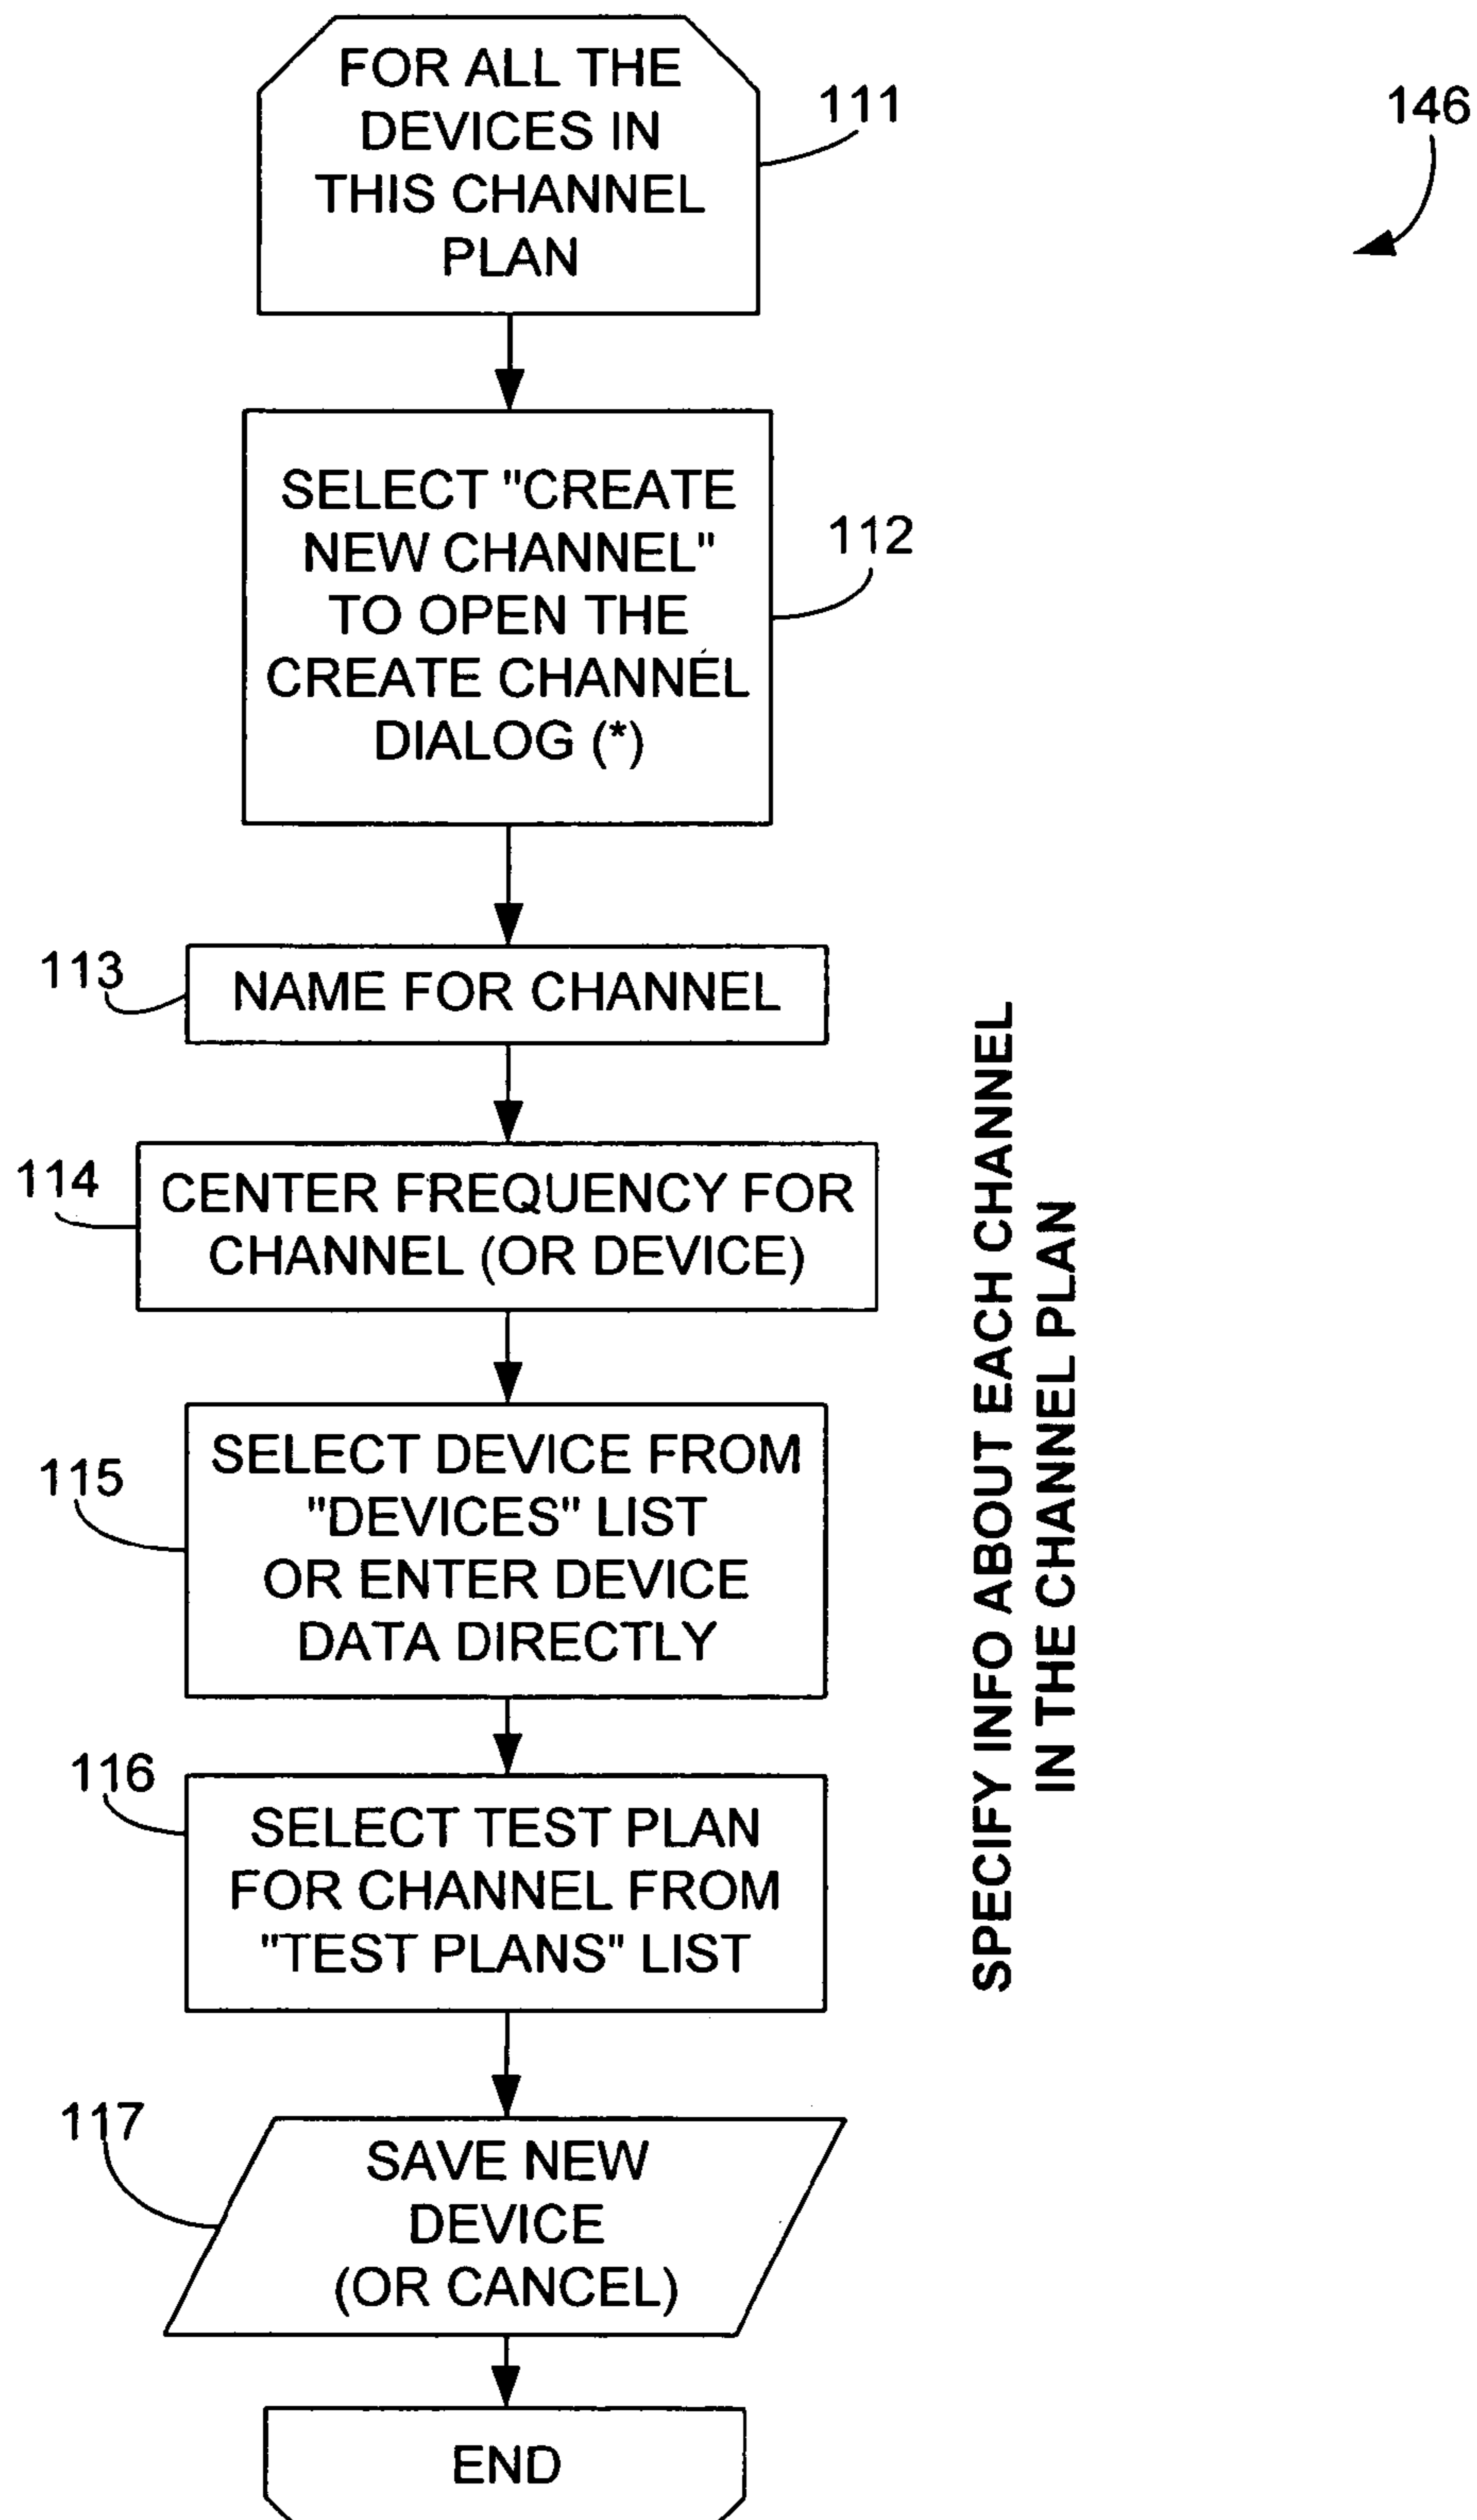 FOR ALL THE
DEVICES IN
THIS CHANNEL
PLAN
111
146
SELECT "CREATE
NEW CHANNEL"
TO OPEN THE
CREATE CHANNEL
DIALOG (*)
112
113
NAME FOR CHANNEL
114
CENTER FREQUENCY FOR
CHANNEL (OR DEVICE)
115
SELECT DEVICE FROM
"DEVICES" LIST
OR ENTER DEVICE
DATA DIRECTLY
116
SELECT TEST PLAN
FOR CHANNEL FROM
"TEST PLANS" LIST
117
SAVE NEW
DEVICE
(OR CANCEL)
END
SPECIFY INFO ABOUT EACH CHANNEL
IN THE CHANNEL PLAN